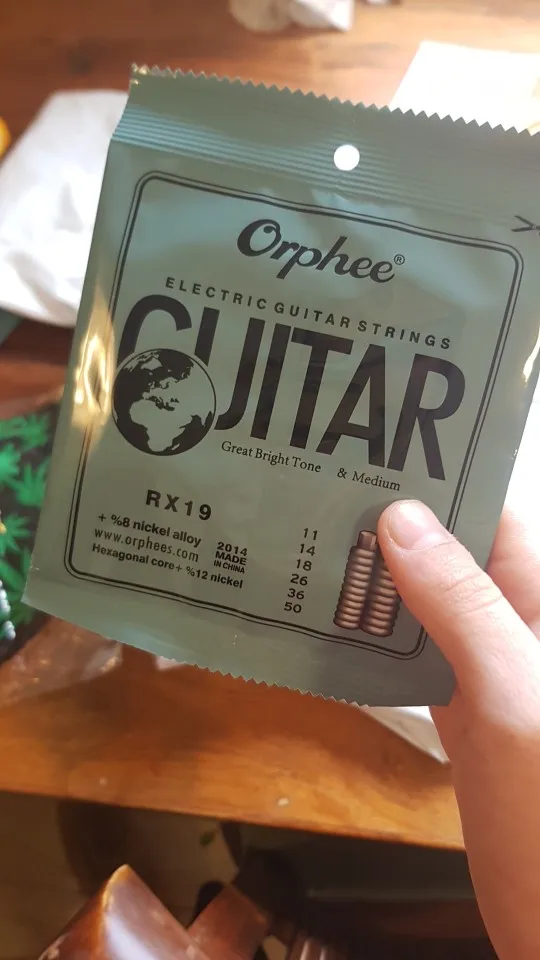 Orphee®
ELECTRIC GUITAR STRINGS
GUITAR
Great Bright Tone & Medium
RX19
+ %8 nickel alloy
www.orphees.com
Hexagonal core+ %12 nickel
2014
MADE
IN CHINA
11
14
18
26
36
50